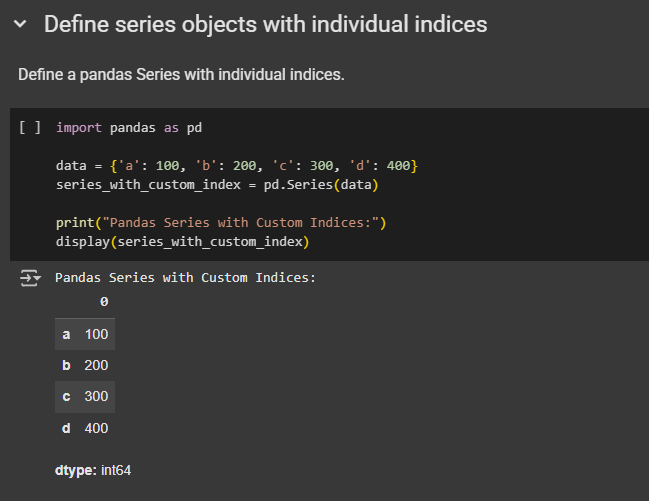 Define series objects with individual indices
Define a pandas Series with individual indices.
[ ] import pandas as pd
data = {'a': 100, 'b': 200, 'c': 300, 'd': 400}
series_with_custom_index = pd.Series(data)
print("Pandas Series with Custom Indices:")
display(series_with_custom_index)
Pandas Series with Custom Indices:
0
a 100
b 200
c 300
d 400
dtype: int64